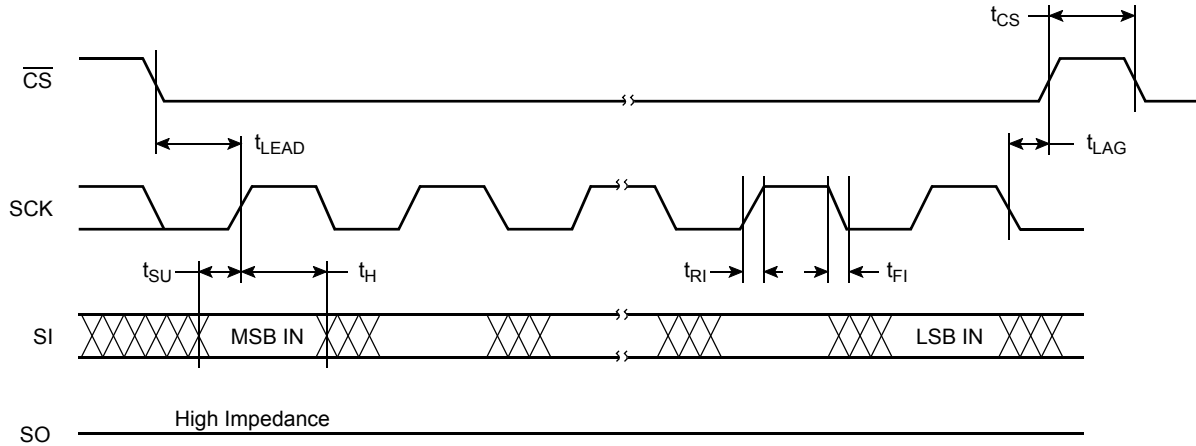 tCS
CS
tLEAD
tLAG
SCK
tSU
tH
tRI
tFI
SI
MSB IN
LSB IN
High Impedance
SO